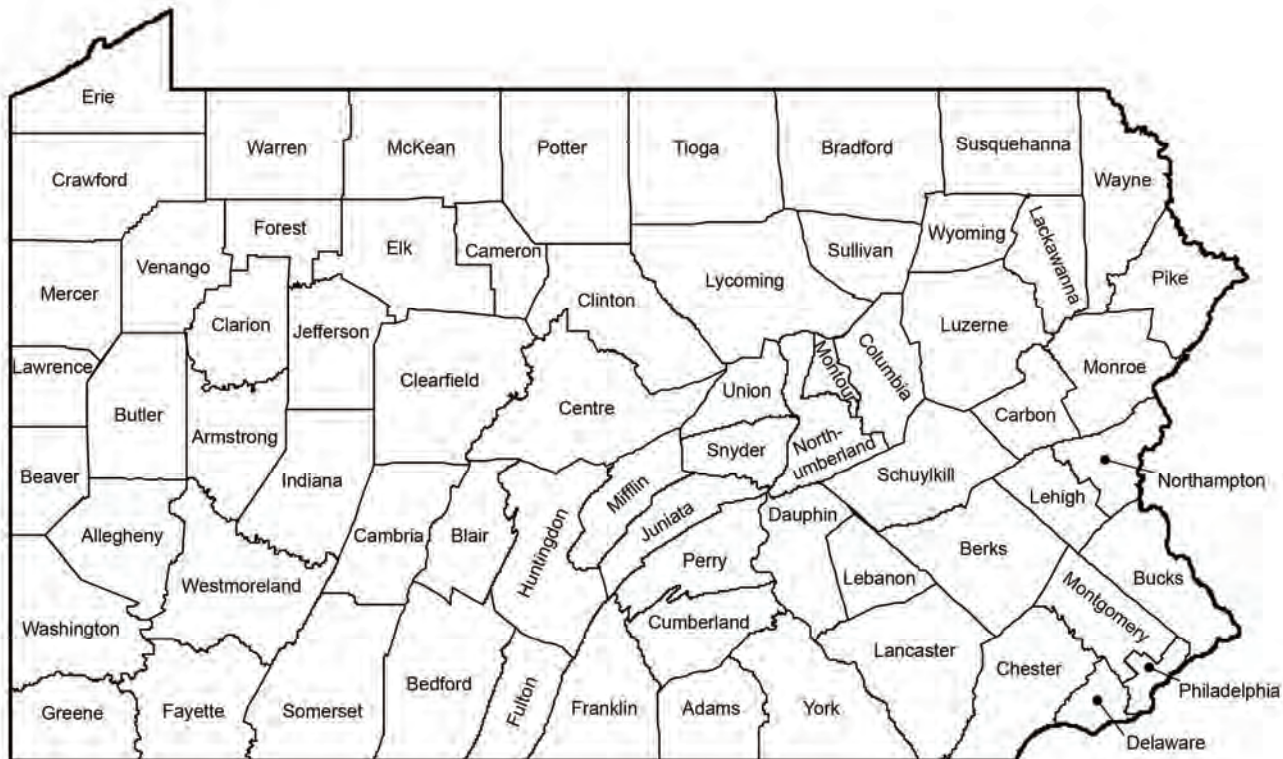 Erie
Crawford
Warren
McKean
Potter
Tioga
Bradford
Susquehanna
Wayne
Forest
Elk
Cameron
Venango
Mercer
Clarion
Jefferson
Clinton
Lycoming
Sullivan
Wyoming
Lackawanna
Pike
Lawrence
Butler
Armstrong
Clearfield
Centre
Union
Montour
Columbia
Luzerne
Monroe
Carbon
Beaver
Allegheny
Indiana
Cambria
Blair
Huntingdon
Mifflin
Juniata
Snyder
North-
umberland
Schuylkill
Lehigh
Northampton
Westmoreland
Perry
Dauphin
Lebanon
Berks
Bucks
Montgomery
Washington
Cumberland
Lancaster
Chester
Philadelphia
Delaware
Greene
Fayette
Somerset
Bedford
Fulton
Franklin
Adams
York